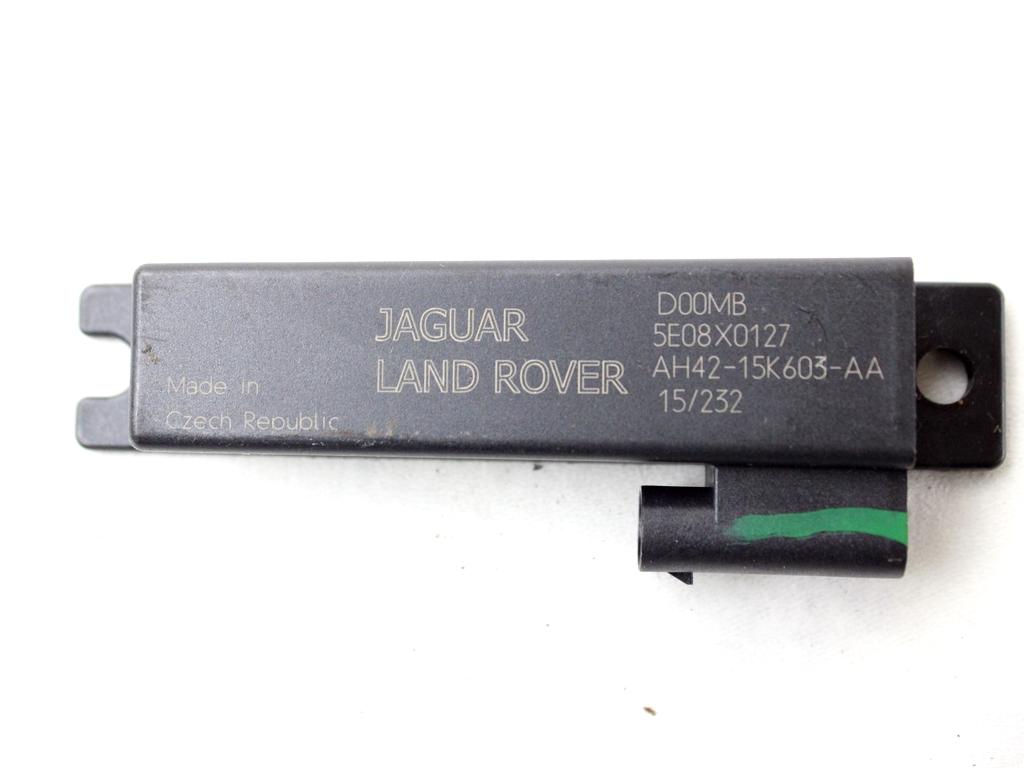 JAGUAR
LAND ROVER
D00MB
5E08X0127
AH42-15K603-AA
15/232
Made in
Czech Republic